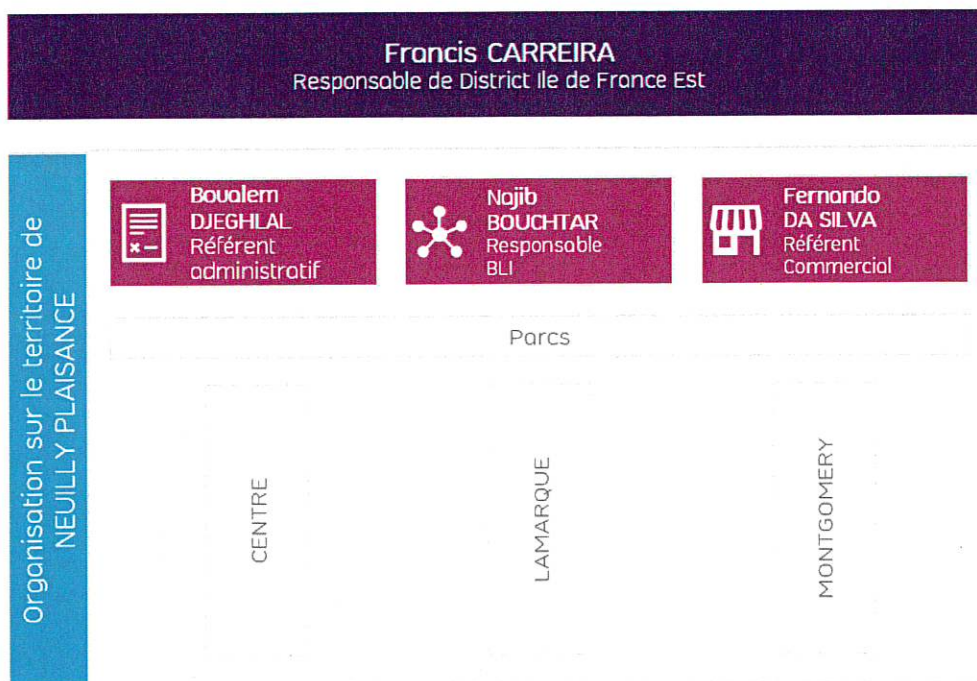 Francis CARREIRA
Responsable de District Ile de France Est
Organisation sur le territoire de
NEUILLY PLAISANCE
Boualem
DJEGHLAL
Référent
administratif
Najib
BOUCHTAR
Responsable
BLI
Fernando
DA SILVA
Référent
Commercial
Parcs
CENTRE
LAMARQUE
MONTGOMERY